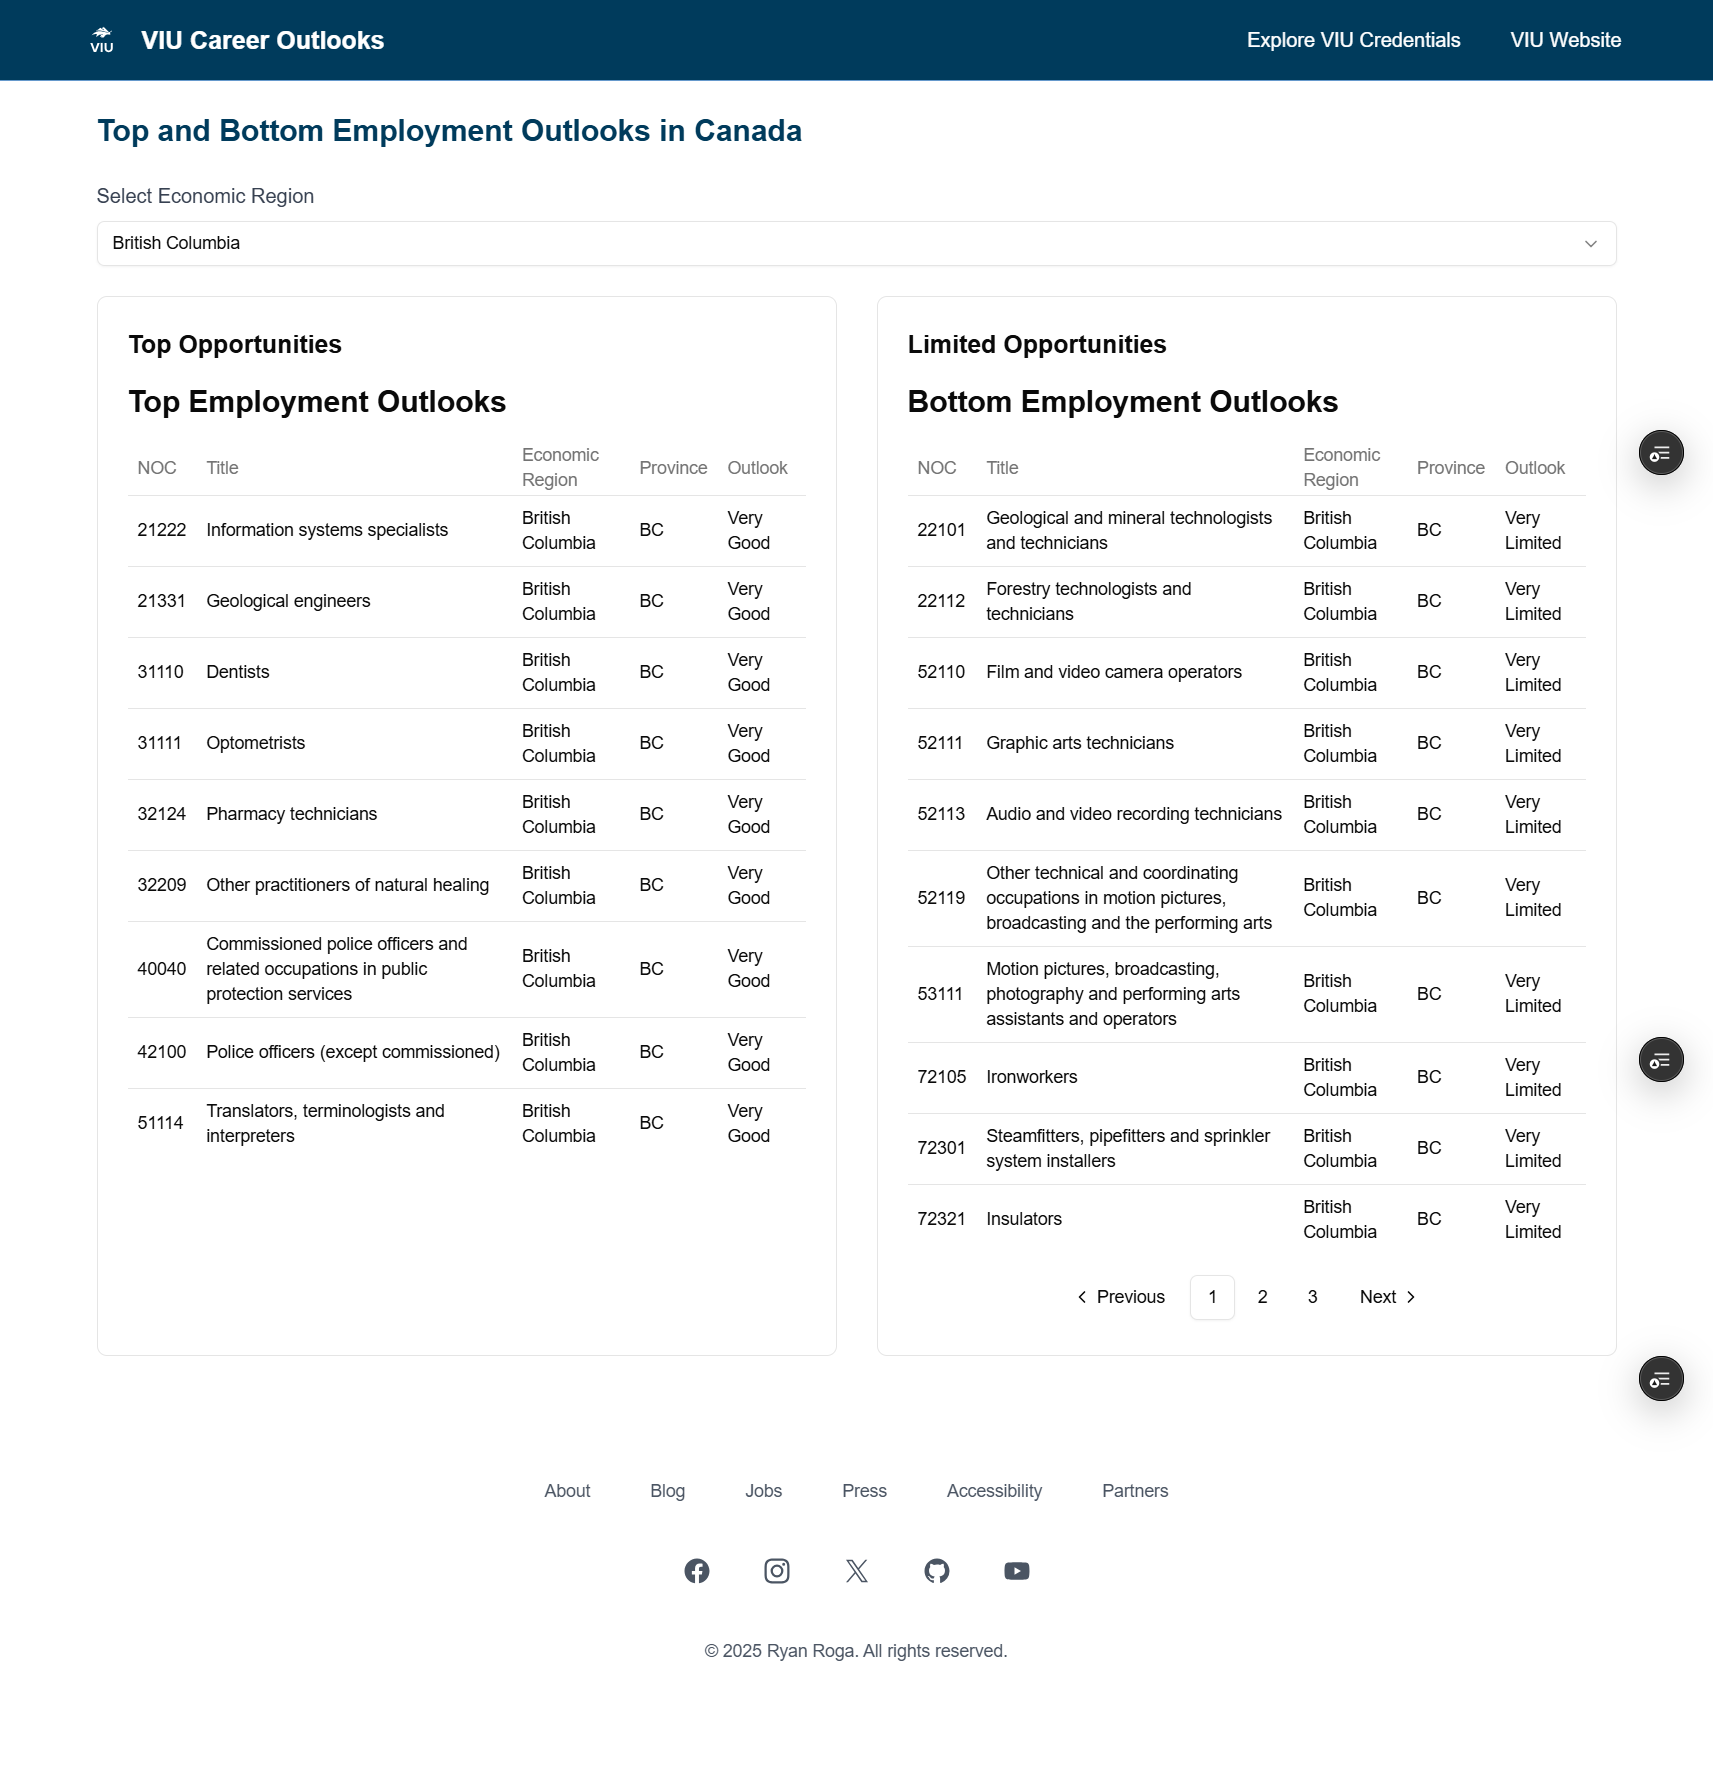 VIU
VIU Career Outlooks
Explore VIU Credentials
VIU Website
Top and Bottom Employment Outlooks in Canada
Select Economic Region
British Columbia
Top Opportunities
Top Employment Outlooks
NOC Title Economic Region Province Outlook
21222 Information systems specialists British Columbia BC Very Good
21331 Geological engineers British Columbia BC Very Good
31110 Dentists British Columbia BC Very Good
31111 Optometrists British Columbia BC Very Good
32124 Pharmacy technicians British Columbia BC Very Good
32209 Other practitioners of natural healing British Columbia BC Very Good
40040 Commissioned police officers and related occupations in public protection services British Columbia BC Very Good
42100 Police officers (except commissioned) British Columbia BC Very Good
51114 Translators, terminologists and interpreters British Columbia BC Very Good
Limited Opportunities
Bottom Employment Outlooks
NOC Title Economic Region Province Outlook
22101 Geological and mineral technologists and technicians British Columbia BC Very Limited
22112 Forestry technologists and technicians British Columbia BC Very Limited
52110 Film and video camera operators British Columbia BC Very Limited
52111 Graphic arts technicians British Columbia BC Very Limited
52113 Audio and video recording technicians British Columbia BC Very Limited
52119 Other technical and coordinating occupations in motion pictures, broadcasting and the performing arts British Columbia BC Very Limited
53111 Motion pictures, broadcasting, photography and performing arts assistants and operators British Columbia BC Very Limited
72105 Ironworkers British Columbia BC Very Limited
72301 Steamfitters, pipefitters and sprinkler system installers British Columbia BC Very Limited
72321 Insulators British Columbia BC Very Limited
Previous 1 2 3 Next
About Blog Jobs Press Accessibility Partners
© 2025 Ryan Roga. All rights reserved.